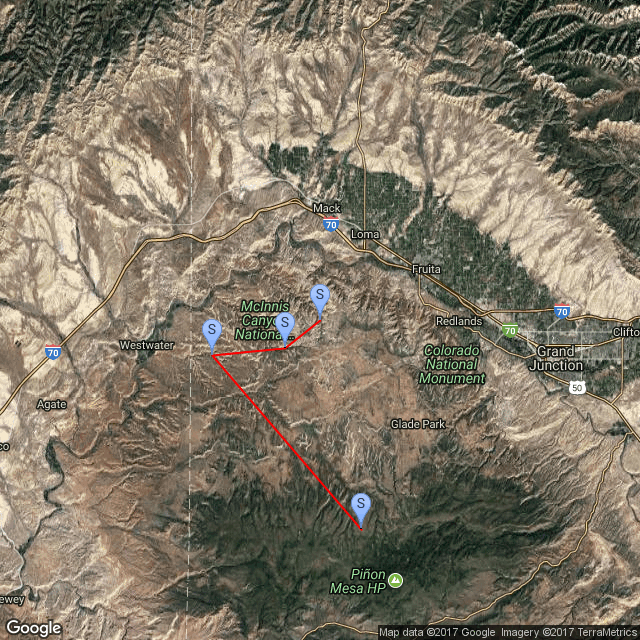 Mack
70
Loma
Fruita
S
McInnis
Canyo
National
S
S
Redlands
70
70
Clifto
Westwater
70
Colorado
National
Monument
Grand
Junction
50
Agate
Glade Park
co
S
Piñon
Mesa HP
ewey
Google
Map data ©2017 Google Imagery ©2017 TerraMetrics